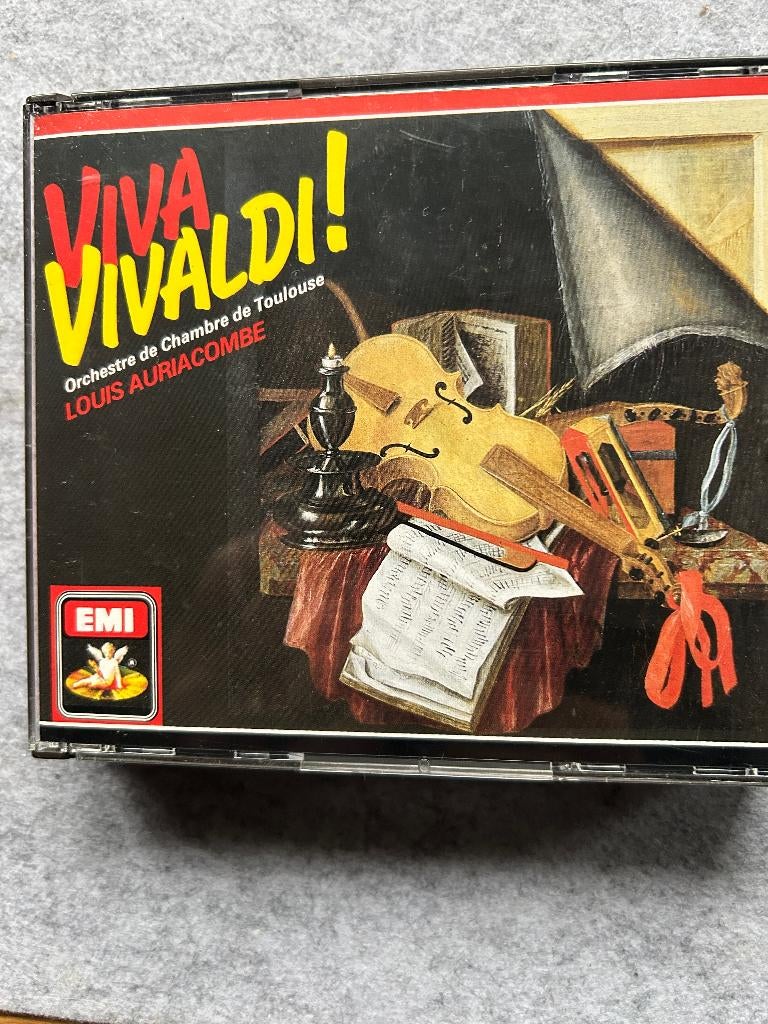 VIVA
VIVALDI!
Orchestre de Chambre de Toulouse
LOUIS AURIACOMBE
EMI